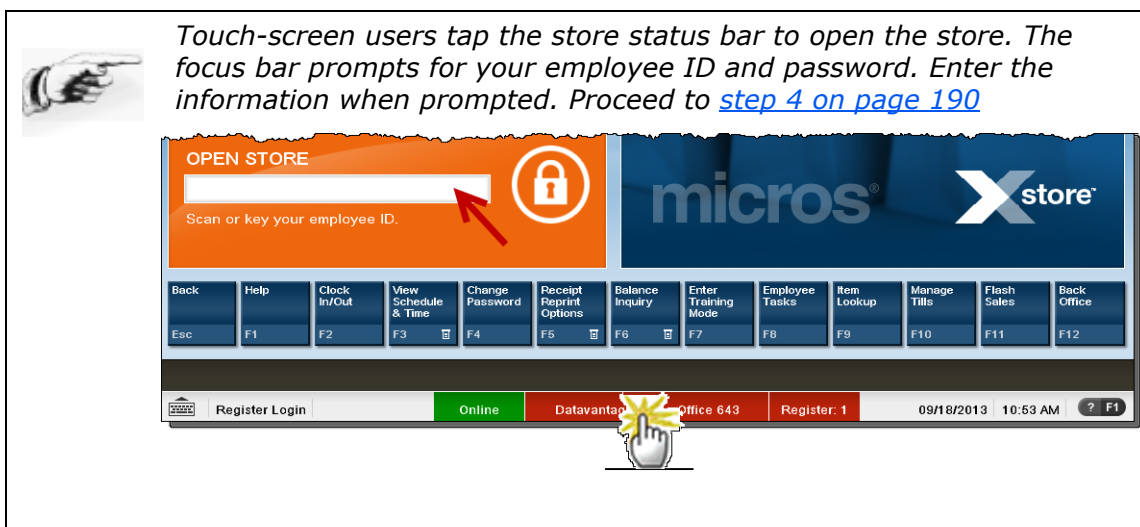 Touch-screen users tap the store status bar to open the store. The
focus bar prompts for your employee ID and password. Enter the
information when prompted. Proceed to step 4 on page 190
OPEN STORE
Scan or key your employee ID.
micros®
Xstore™
Back
Esc
Help
F1
Clock
In/Out
F2
View
Schedule
& Time
F3
Change
Password
F4
Receipt
Reprint
Options
F5
Balance
Inquiry
F6
Enter
Training
Mode
F7
Employee
Tasks
F8
Item
Lookup
F9
Manage
Tills
F10
Flash
Sales
F11
Back
Office
F12
Register Login
Online
Datavantag Office 643
Register: 1
09/18/2013
10:53 AM
? F1